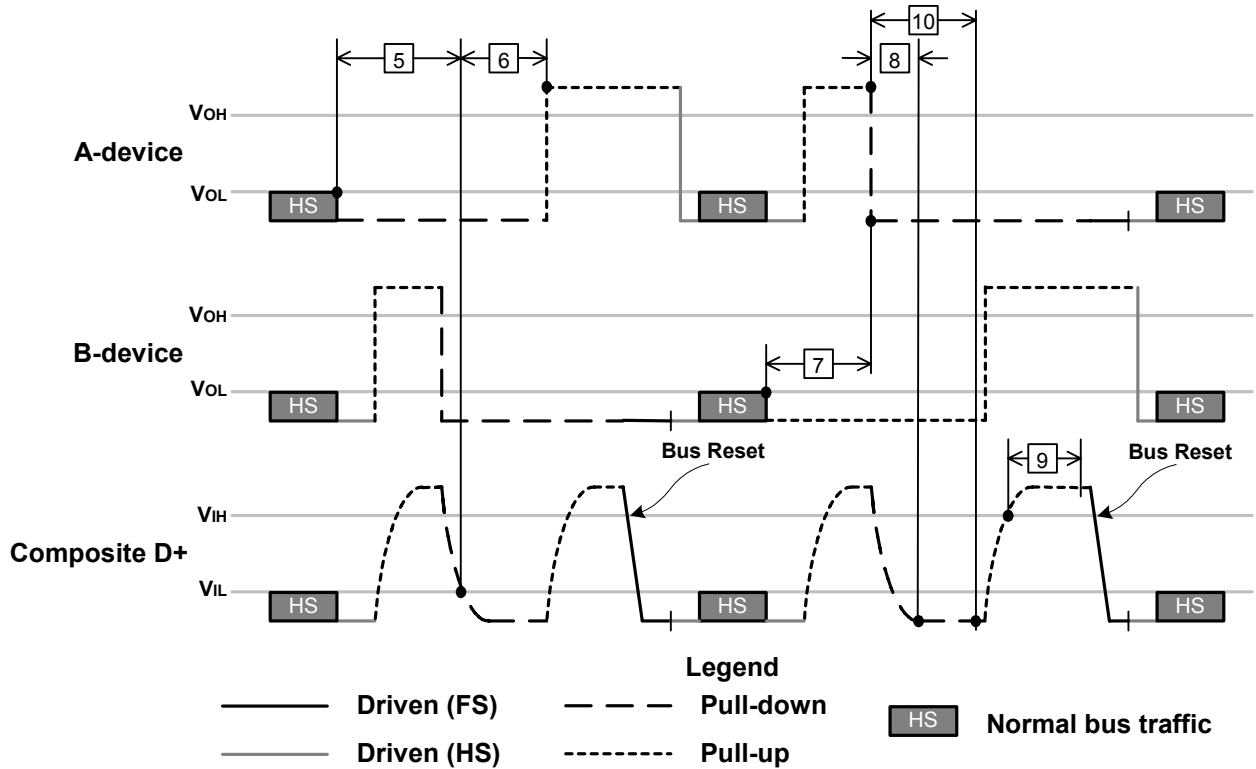 10
5
6
8
VOH
A-device
VOL
HS
HS
HS
VOH
B-device
7
VOL
HS
HS
HS
Bus Reset
9
Bus Reset
VIH
Composite D+
VIL
HS
HS
HS
Legend
Driven (FS)
Pull-down
HS
Normal bus traffic
Driven (HS)
Pull-up